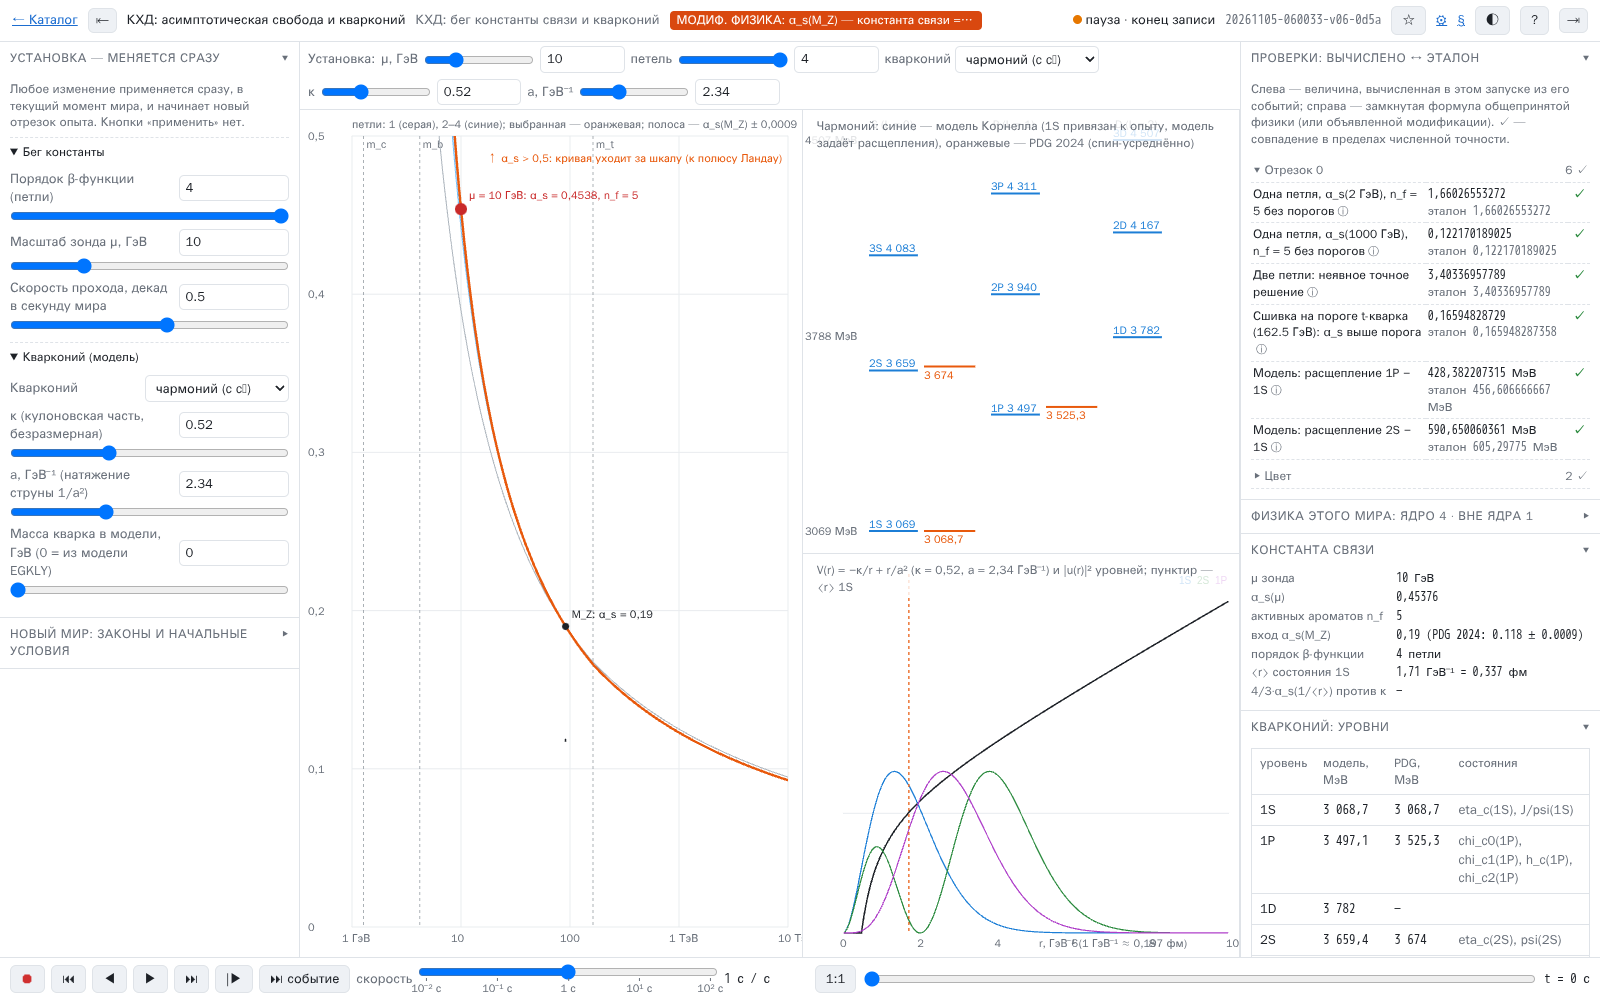 ← Каталог
КХД: асимптотическая свобода и кварконий
КХД: бег константы связи и кварконий
МОДИФ. ФИЗИКА: α_s(M_Z) — константа связи =⋯
пауза · конец записи
20261105-060033-v06-0d5a
УСТАНОВКА — МЕНЯЕТСЯ СРАЗУ
Любое изменение применяется сразу, в
текущий момент мира, и начинает новый
отрезок опыта. Кнопки «применить» нет.
Бег константы
Порядок β-функции
(петли)
4
Масштаб зонда μ, ГэВ
10
Скорость прохода, декад
в секунду мира
0.5
Кварконий (модель)
Кварконий
чармоний (c c▯)
κ (кулоновская часть,
безразмерная)
0.52
a, ГэВ⁻¹ (натяжение
струны 1/a²)
2.34
Масса кварка в модели,
ГэВ (0 = из модели
EGKLY)
0
НОВЫЙ МИР: ЗАКОНЫ И НАЧАЛЬНЫЕ
УСЛОВИЯ
Установка: μ, ГэВ
10
петель
4
кварконий
чармоний (c c▯)
κ
0.52
a, ГэВ⁻¹
2.34
петли: 1 (серая), 2–4 (синие); выбранная — оранжевая; полоса — α_s(M_Z) ± 0,0009
0,5
m_c
m_b
m_t
↑ α_s > 0,5: кривая уходит за шкалу (к полюсу Ландау)
μ = 10 ГэВ: α_s = 0,4538, n_f = 5
0,4
0,3
0,2
M_Z: α_s = 0,19
0,1
0
1 ГэВ
10
100
1 ТэВ
10 Т
Чармоний: синие — модель Корнелла (1S привязан к опыту, модель
задаёт расщепления), оранжевые — PDG 2024 (спин-усреднённо)
3P 4 311
2D 4 167
3S 4 083
2P 3 940
3788 МэВ
1D 3 782
2S 3 659
3 674
1P 3 497
3 525,3
3069 МэВ
1S 3 069
3 068,7
V(r) = −κ/r + r/a² (κ = 0,52, a = 2,34 ГэВ⁻¹) и |u(r)|² уровней; пунктир —
⟨r⟩ 1S
1S 2S 1P
0
2
4
6
8
10
r, ГэВ⁻¹ (1 ГэВ⁻¹ ≈ 0,197 фм)
ПРОВЕРКИ: ВЫЧИСЛЕНО ↔ ЭТАЛОН
Слева — величина, вычисленная в этом запуске из его
событий; справа — замкнутая формула общепринятой
физики (или объявленной модификации). ✓ —
совпадение в пределах численной точности.
Отрезок 0
6 ✓
Одна петля, α_s(2 ГэВ), n_f =
5 без порогов ⓘ
1,66026553272
эталон 1,66026553272
✓
Одна петля, α_s(1000 ГэВ),
n_f = 5 без порогов ⓘ
0,122170189025
эталон 0,122170189025
✓
Две петли: неявное точное
решение ⓘ
3,40336957789
эталон 3,40336957789
✓
Сшивка на пороге t-кварка
(162.5 ГэВ): α_s выше порога
ⓘ
0,16594828729
эталон 0,165948287358
✓
Модель: расщепление 1P −
1S ⓘ
428,382207315 МэВ
эталон 456,606666667
МэВ
✓
Модель: расщепление 2S −
1S ⓘ
590,650060361 МэВ
эталон 605,29775 МэВ
✓
Цвет
2 ✓
ФИЗИКА ЭТОГО МИРА: ЯДРО 4 · ВНЕ ЯДРА 1
КОНСТАНТА СВЯЗИ
μ зонда
10 ГэВ
α_s(μ)
0,45376
активных ароматов n_f
5
вход α_s(M_Z)
0,19 (PDG 2024: 0.118 ± 0.0009)
порядок β-функции
4 петли
⟨r⟩ состояния 1S
1,71 ГэВ⁻¹ = 0,337 фм
4/3·α_s(1/⟨r⟩) против κ
—
КВАРКОНИЙ: УРОВНИ
уровень
модель,
МэВ
PDG,
МэВ
состояния
1S
3 068,7
3 068,7
eta_c(1S), J/psi(1S)
1P
3 497,1
3 525,3
chi_c0(1P),
chi_c1(1P), h_c(1P),
chi_c2(1P)
1D
3 782
—
2S
3 659,4
3 674
eta_c(2S), psi(2S)
событие
скорость
10⁻² с
10⁻¹ с
1 с
10¹ с
10² с
1 с / с
1:1
t = 0 с